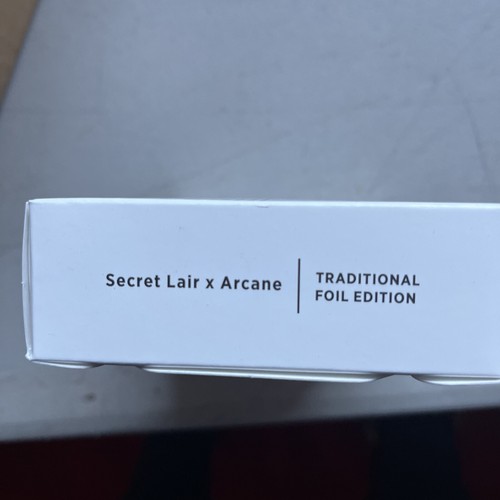 Secret Lair x Arcane
TRADITIONAL
FOIL EDITION